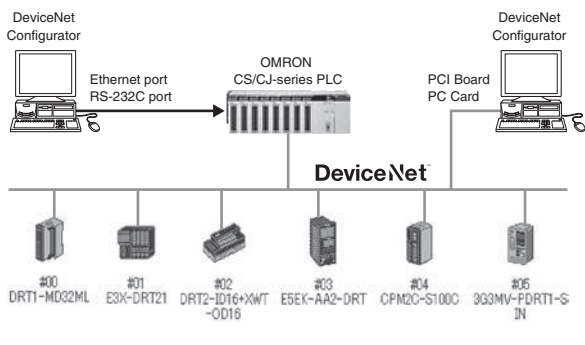 DeviceNet
Configurator
DeviceNet
Configurator
OMRON
CS/CJ-series PLC
Ethernet port
RS-232C port
PCI Board
PC Card
DeviceNet™
#00
DRT1-MD32ML
#01
E3X-DRT21
#02
DRT2-ID16+XWT
-OD16
#03
E5EK-AA2-DRT
#04
CPM2C-S100C
#05
3G3MV-PDRT1-S
IN